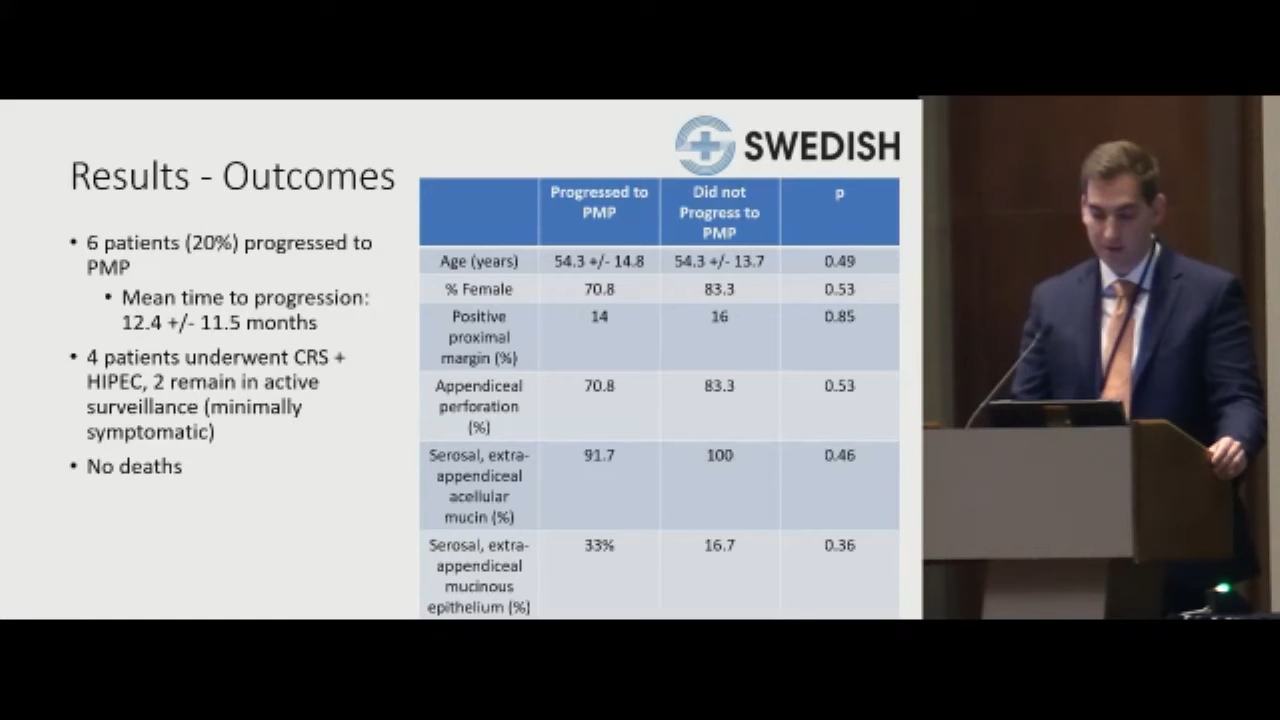 SWEDISH
Results - Outcomes
• 6 patients (20%) progressed to
PMP
• Mean time to progression:
12.4 +/- 11.5 months
• 4 patients underwent CRS +
HIPEC, 2 remain in active
surveillance (minimally
symptomatic)
• No deaths
Progressed to
PMP
Did not
Progress to
PMP
p
Age (years)
54.3 +/- 14.8
54.3 +/- 13.7
0.49
% Female
70.8
83.3
0.53
Positive
proximal
margin (%)
14
16
0.85
Appendiceal
perforation
(%)
70.8
83.3
0.53
Serosal, extra-
appendiceal
acellular
mucin (%)
91.7
100
0.46
Serosal, extra-
appendiceal
mucinous
epithelium (%)
33%
16.7
0.36